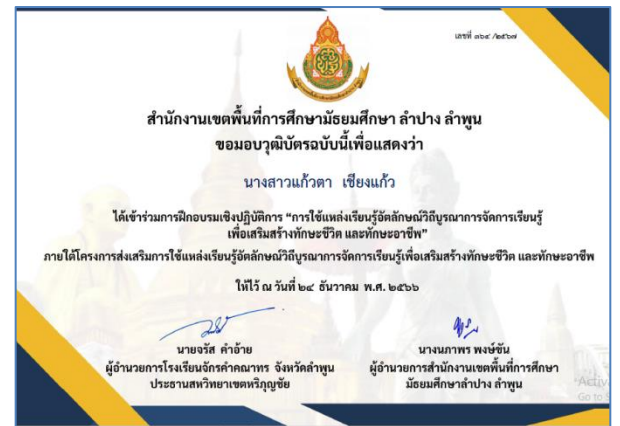 เลขที่ ๓๖๔ /๒๕๖๗
สำนักงานเขตพื้นที่การศึกษามัธยมศึกษา ลำปาง ลำพูน
ขอมอบวุฒิบัตรฉบับนี้เพื่อแสดงว่า
นางสาวแก้วตา เชียงแก้ว
ได้เข้าร่วมการฝึกอบรมเชิงปฏิบัติการ “การใช้แหล่งเรียนรู้อัตลักษณ์วิถีบูรณาการจัดการเรียนรู้
เพื่อเสริมสร้างทักษะชีวิต และทักษะอาชีพ”
ภายใต้โครงการส่งเสริมการใช้แหล่งเรียนรู้อัตลักษณ์วิถีบูรณาการจัดการเรียนรู้เพื่อเสริมสร้างทักษะชีวิต และทักษะอาชีพ
ให้ไว้ ณ วันที่ ๒๔ ธันวาคม พ.ศ. ๒๕๖๖
นายจรัส คำอ้าย
ผู้อำนวยการโรงเรียนจักรคำคณาทร จังหวัดลำพูน
ประธานสหวิทยาเขตหริภุญชัย
นางนภาพร พงษ์ขัน
ผู้อำนวยการสำนักงานเขตพื้นที่การศึกษา
มัธยมศึกษาลำปาง ลำพูน
Activ
Go to S